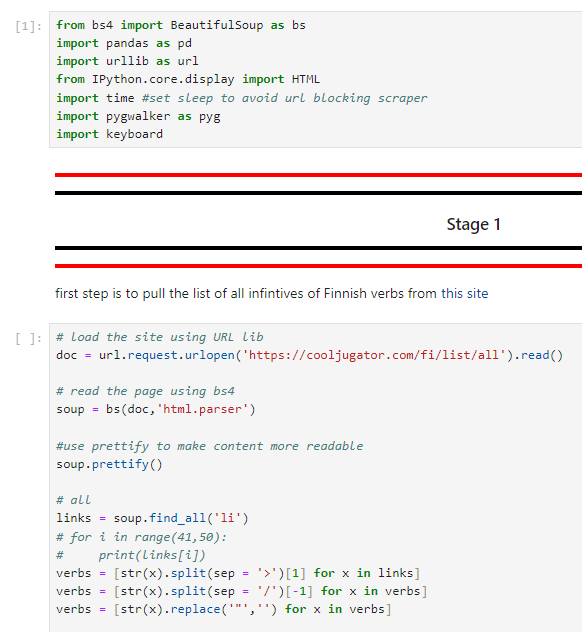 [1]: from bs4 import BeautifulSoup as bs
import pandas as pd
import urllib as url
from IPython.core.display import HTML
import time #set sleep to avoid url blocking scraper
import pygwalker as pyg
import keyboard
Stage 1
first step is to pull the list of all infintives of Finnish verbs from this site
[ ]: # load the site using URL lib
doc = url.request.urlopen('https://cooljugator.com/fi/list/all').read()
# read the page using bs4
soup = bs(doc,'html.parser')
#use prettify to make content more readable
soup.prettify()
# all
links = soup.find_all('li')
# for i in range(41,50):
#     print(links[i])
verbs = [str(x).split(sep = '>')[1] for x in links]
verbs = [str(x).split(sep = '/')[-1] for x in verbs]
verbs = [str(x).replace('"','') for x in verbs]